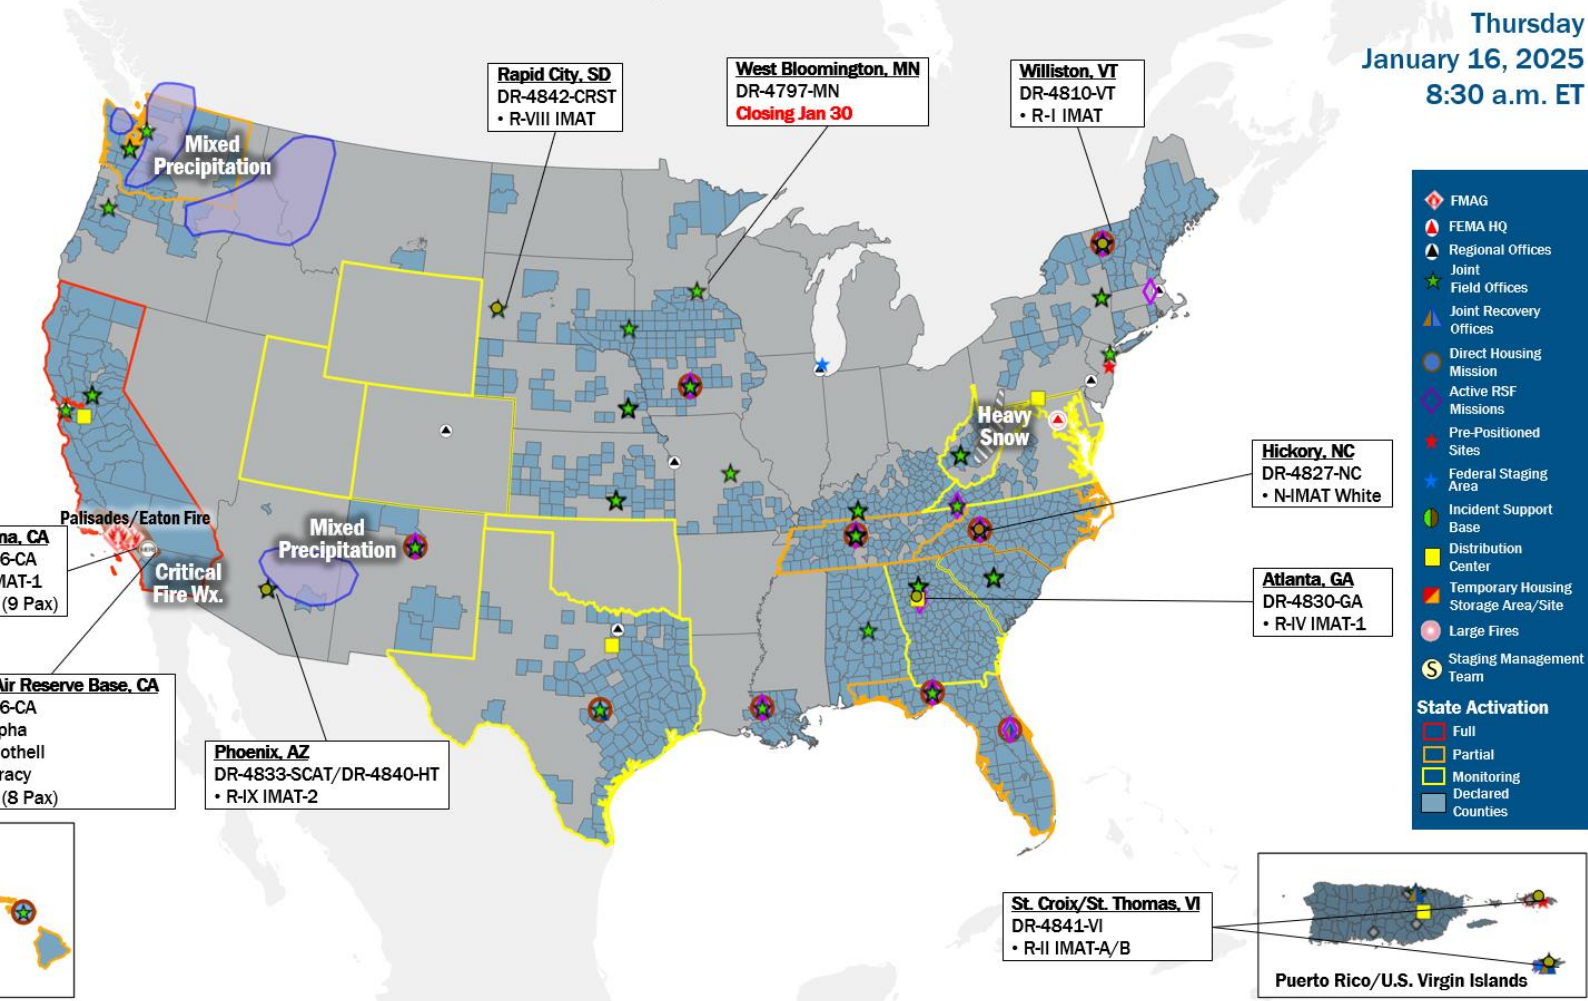 Thursday
January 16, 2025
8:30 a.m. ET
Rapid City, SD
DR-4842-CRST
• R-VIII IMAT
West Bloomington, MN
DR-4797-MN
Closing Jan 30
Williston, VT
DR-4810-VT
• R-I IMAT
Mixed
Precipitation
Heavy
Snow
Hickory, NC
DR-4827-NC
• N-IMAT White
Atlanta, GA
DR-4830-GA
• R-IV IMAT-1
Palisades/Eaton Fire
na, CA
6-CA
MAT-1
(9 Pax)
Critical
Fire Wx.
Mixed
Precipitation
Air Reserve Base, CA
6-CA
pha
othell
racy
(8 Pax)
Phoenix, AZ
DR-4833-SCAT/DR-4840-HT
• R-IX IMAT-2
St. Croix/St. Thomas, VI
DR-4841-VI
• R-II IMAT-A/B
Puerto Rico/U.S. Virgin Islands
FMAG
FEMA HQ
Regional Offices
Joint
Field Offices
Joint Recovery
Offices
Direct Housing
Mission
Active RSF
Missions
Pre-Positioned
Sites
Federal Staging
Area
Incident Support
Base
Distribution
Center
Temporary Housing
Storage Area/Site
Large Fires
S
Staging Management
Team
State Activation
Full
Partial
Monitoring
Declared
Counties